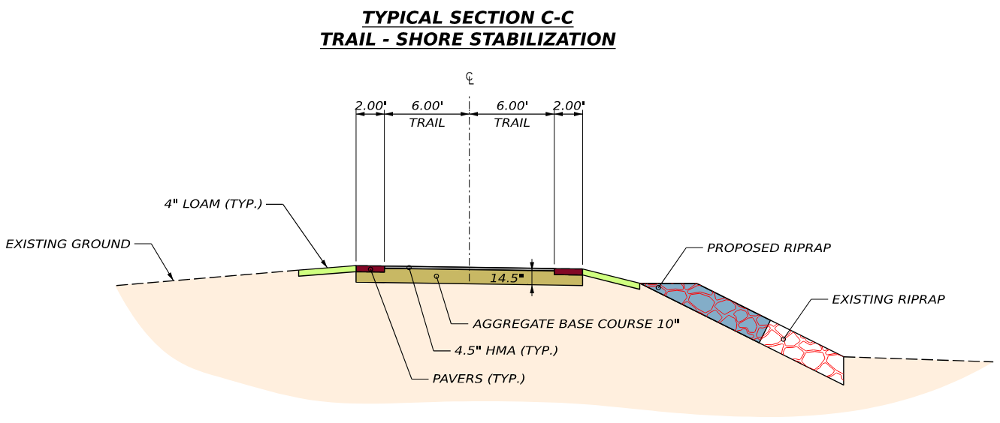 TYPICAL SECTION C-C
TRAIL - SHORE STABILIZATION
℄
2.00' 6.00' 6.00' 2.00'
TRAIL TRAIL
4" LOAM (TYP.)
EXISTING GROUND
PROPOSED RIPRAP
14.5"
EXISTING RIPRAP
AGGREGATE BASE COURSE 10"
4.5" HMA (TYP.)
PAVERS (TYP.)